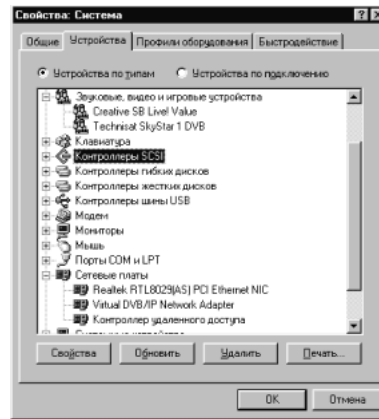 Свойства: Система
Общие Устройства Профили оборудования Быстродействие
Устройства по типам Устройства по подключению
Звуковые, видео и игровые устройства
Creative SB Live! Value
Technisat SkyStar 1 DVB
Клавиатура
Контроллеры SCSI
Контроллеры гибких дисков
Контроллеры жестких дисков
Контроллеры шины USB
Модем
Мониторы
Мышь
Порты COM и LPT
Сетевые платы
Realtek RTL8029(AS) PCI Ethernet NIC
Virtual DVB/IP Network Adapter
Контроллер удаленного доступа
Свойства Обновить Удалить Печать...
OK Отмена